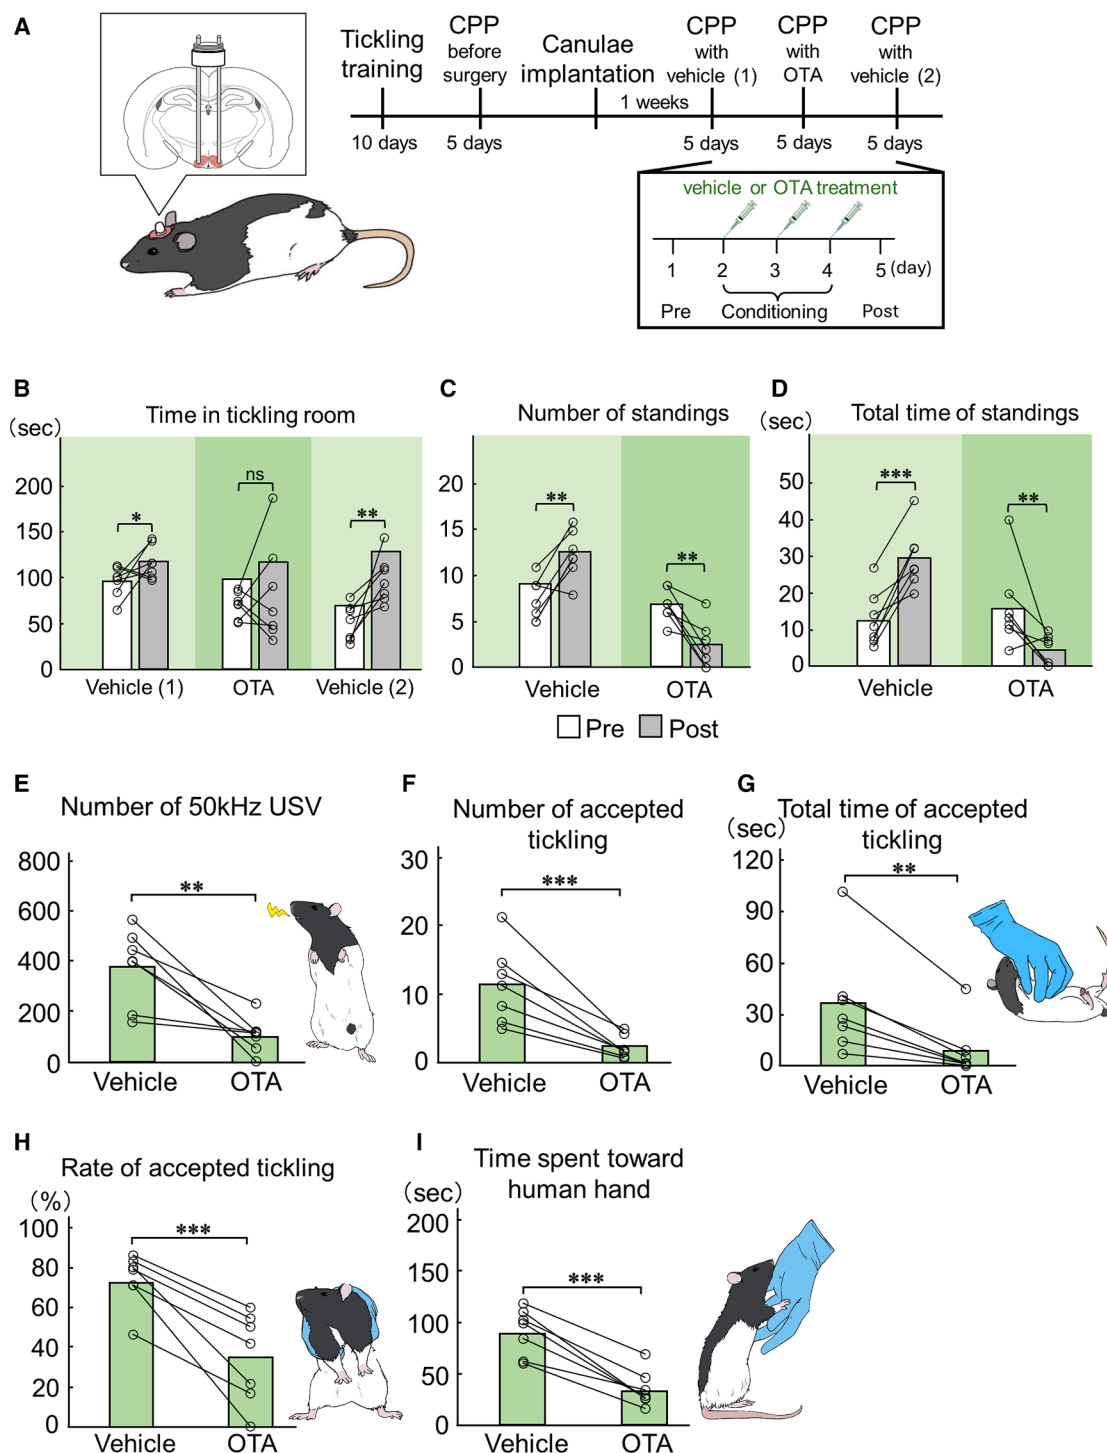 A
Tickling
training
CPP
before
surgery
Canulae
implantation
1 weeks
CPP
with
vehicle (1)
CPP
with
OTA
CPP
with
vehicle (2)
10 days
5 days
5 days
5 days
5 days
vehicle or OTA treatment
1
2
3
4
5 (day)
Pre
Conditioning
Post
B
Time in tickling room
(sec)
200
150
100
50
0
*
ns
**
Vehicle (1)
OTA
Vehicle (2)
C
Number of standings
20
15
10
5
0
**
**
Vehicle
OTA
D
Total time of standings
(sec)
50
40
30
20
10
0
***
**
Vehicle
OTA
Pre
Post
E
Number of 50kHz USV
800
600
400
200
0
**
Vehicle
OTA
F
Number of accepted
tickling
30
20
10
0
***
Vehicle
OTA
G
Total time of accepted
tickling
(sec)
120
90
60
30
0
**
Vehicle
OTA
H
Rate of accepted tickling
(%)
100
80
60
40
20
0
***
Vehicle
OTA
I
Time spent toward
human hand
(sec)
200
150
100
50
0
***
Vehicle
OTA